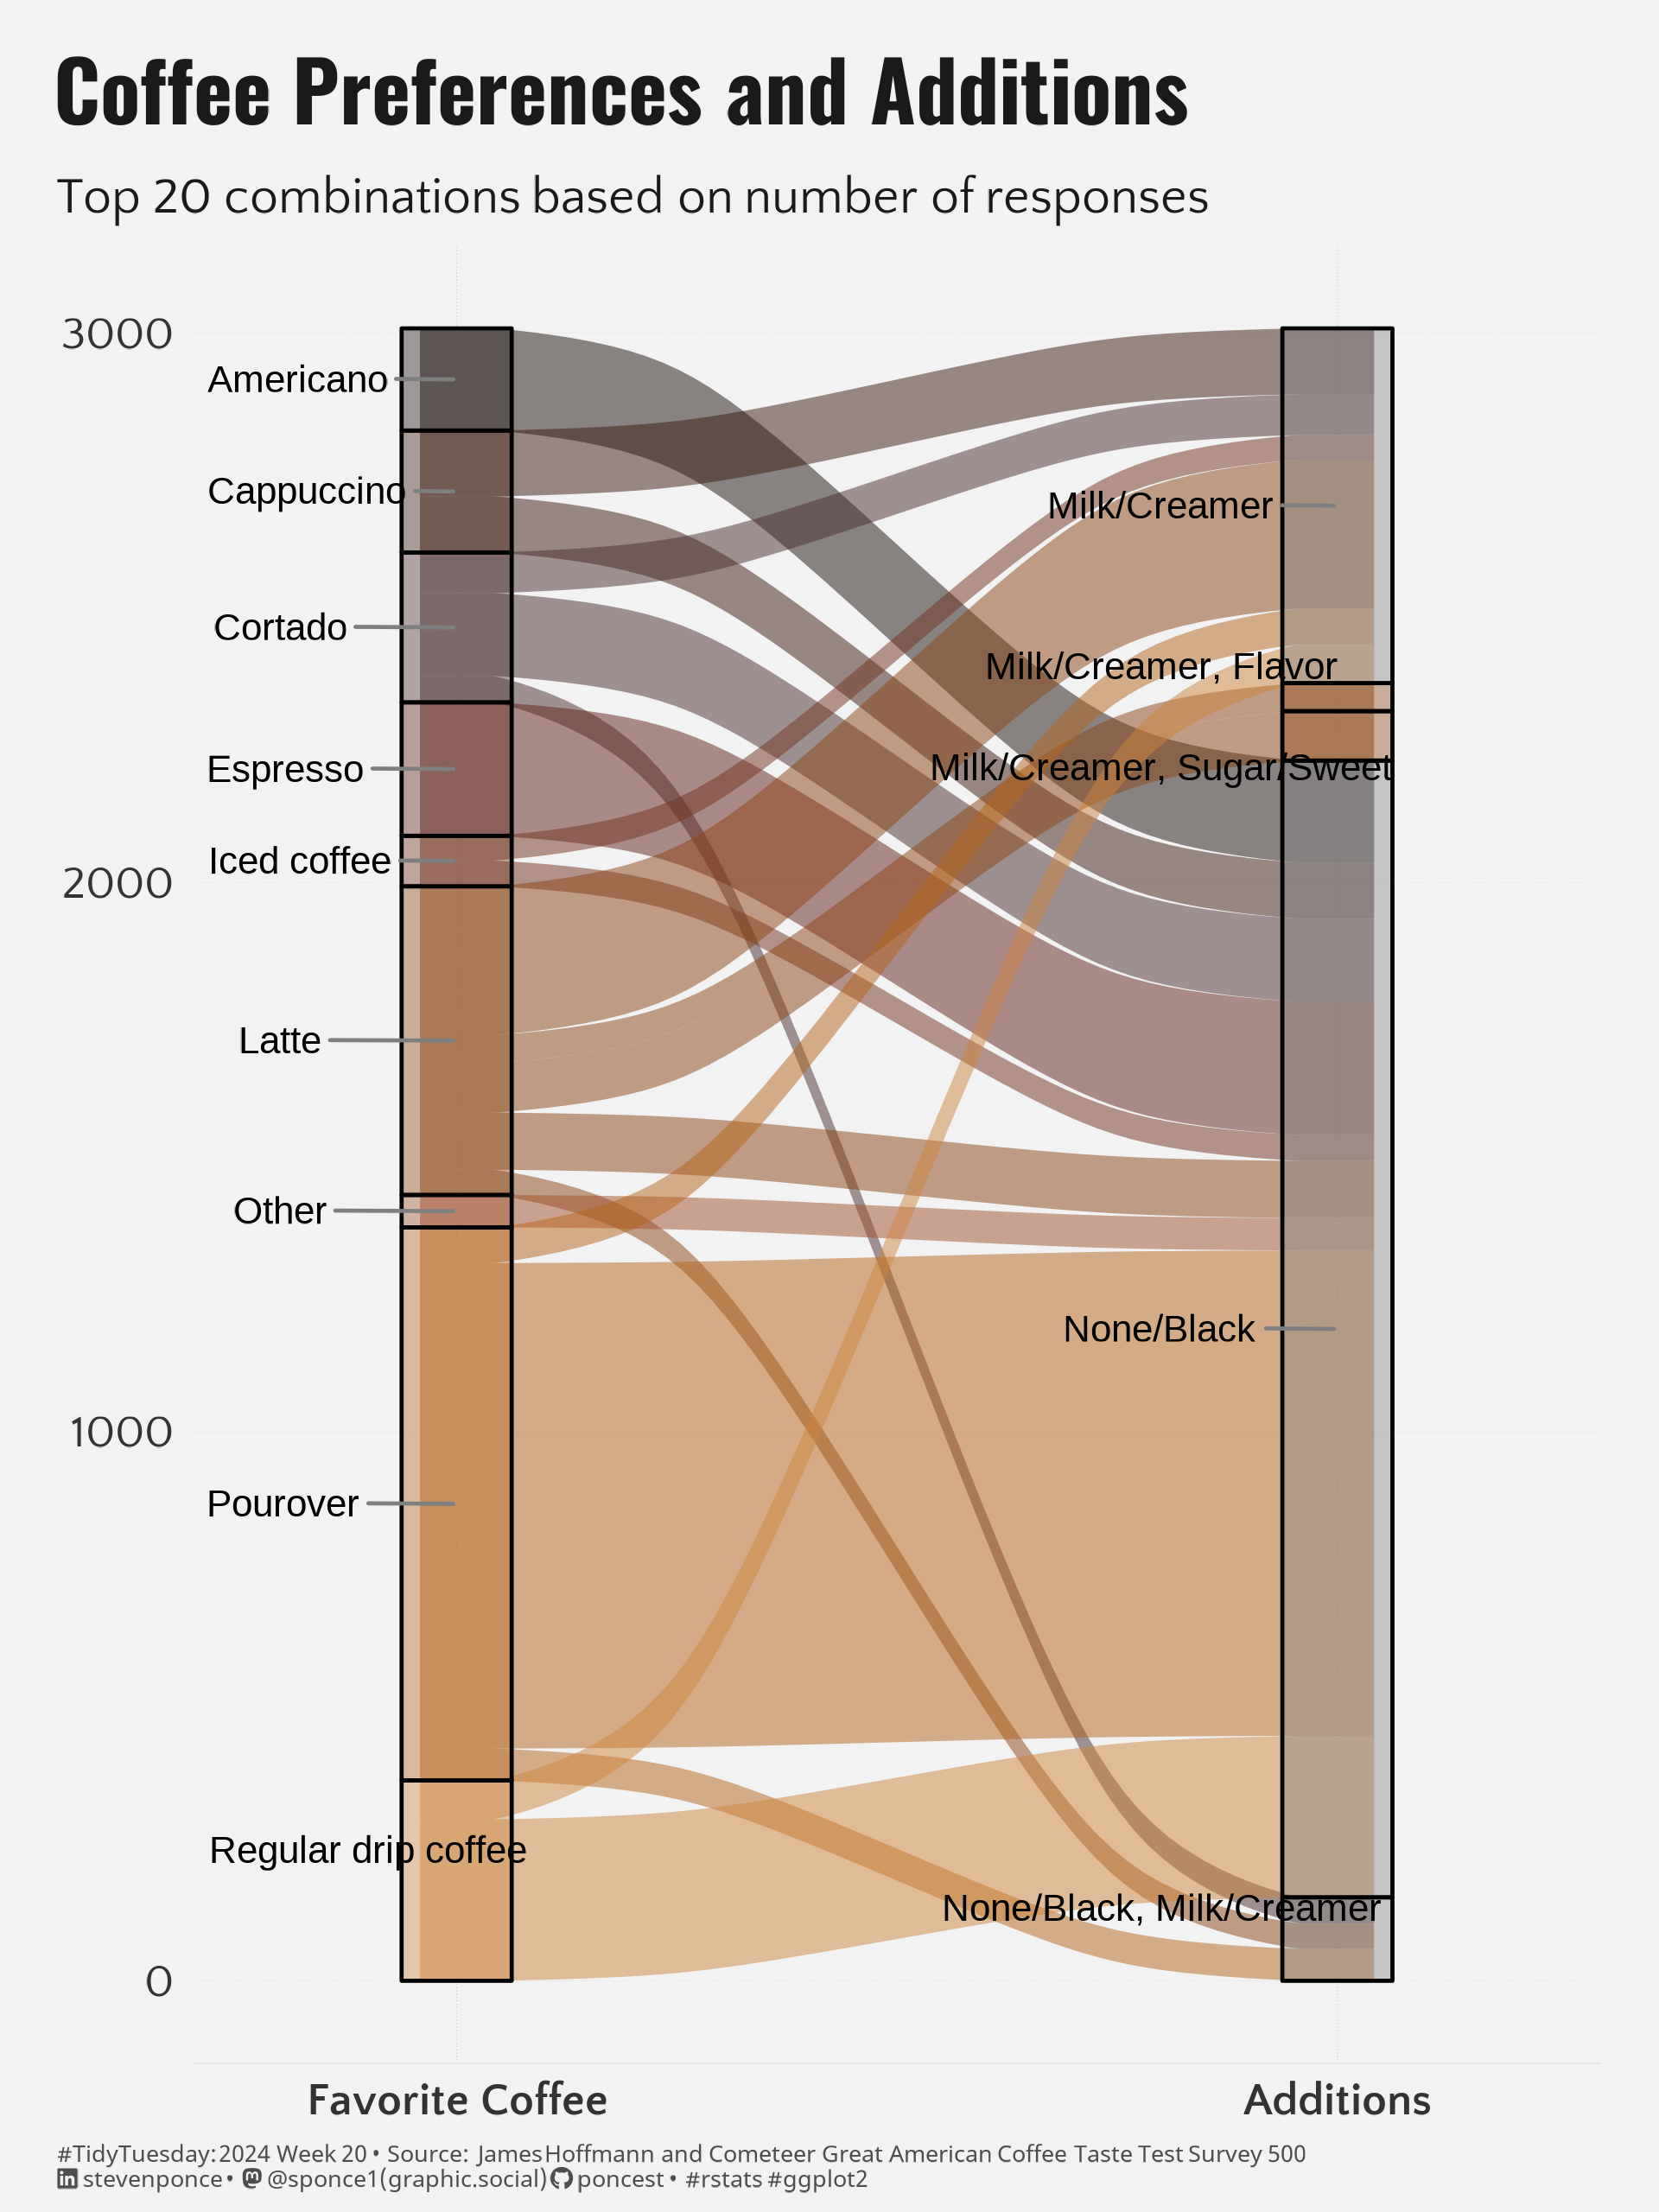 Coffee Preferences and Additions
Top 20 combinations based on number of responses
3000
Americano
Cappuccino
Milk/Creamer
Cortado
Milk/Creamer, Flavor
Espresso
Milk/Creamer, Sugar/Sweet
Iced coffee
2000
Latte
Other
None/Black
1000
Pourover
Regular drip coffee
None/Black, Milk/Creamer
0
Favorite Coffee
Additions
#TidyTuesday: 2024 Week 20 • Source: James Hoffmann and Cometeer Great American Coffee Taste Test Survey 500
stevenponce • @sponce1(graphic.social) poncest • #rstats #ggplot2